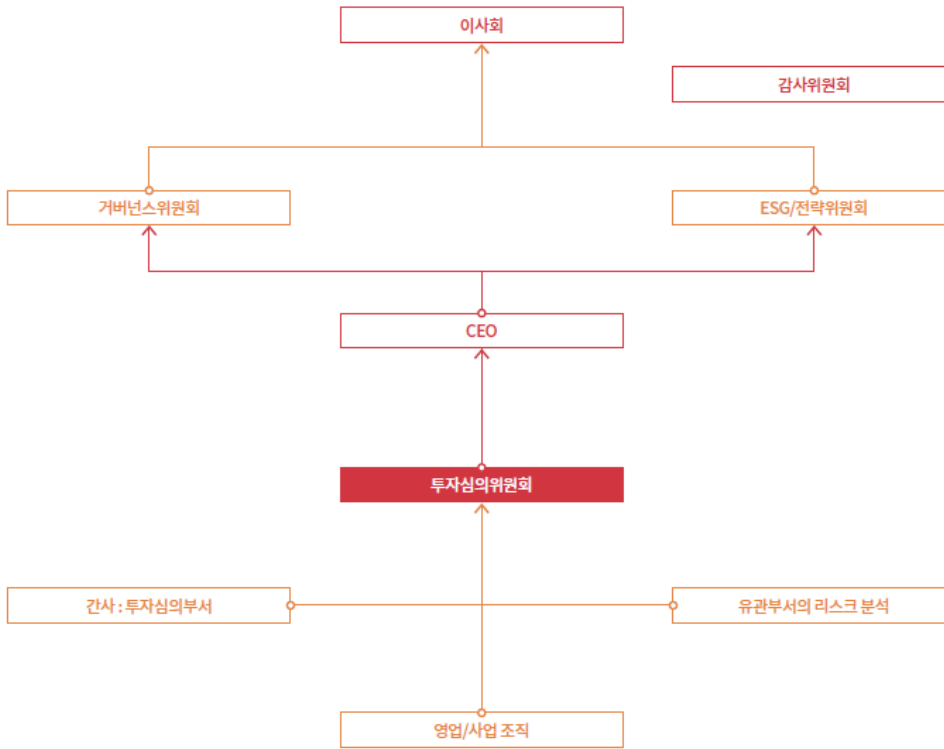 이사회
감사위원회
거버넌스위원회
ESG/전략위원회
CEO
투자심의위원회
간사 : 투자심의부서
유관부서의 리스크 분석
영업/사업 조직